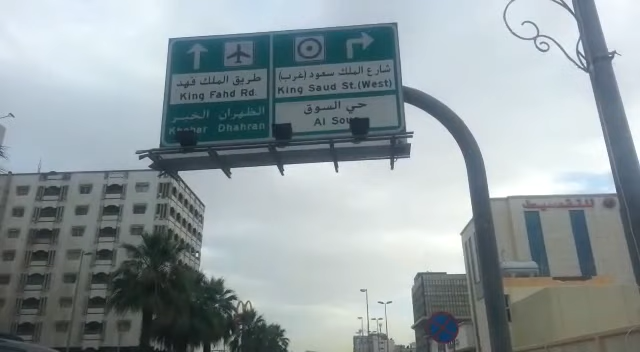 طريق الملك فهد
King Fahd Rd.
الظهران الخبر
Khobar Dhahran
شارع الملك سعود (غرب)
King Saud St.(West)
حي السوق
Al Souq
للتقسيط